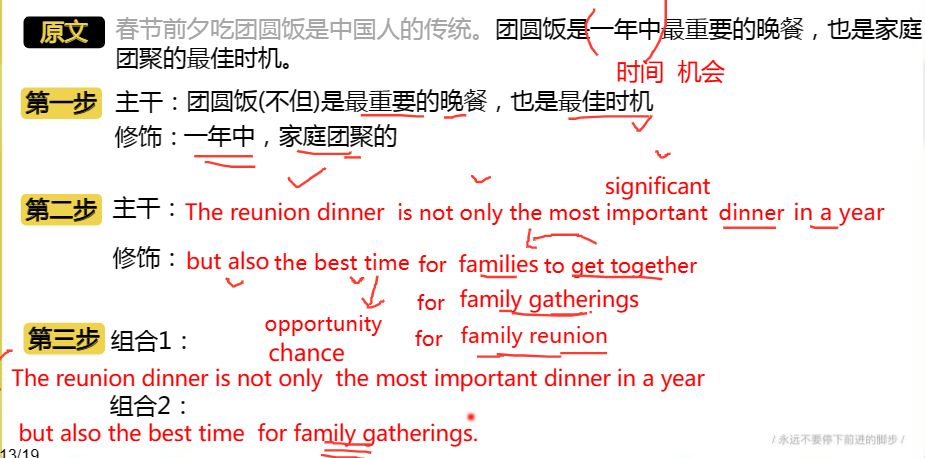 原文 春节前夕吃团圆饭是中国人的传统。团圆饭是一年中最重要的晚餐，也是家庭
团聚的最佳时机。
时间 机会
第一步 主干：团圆饭(不但)是最重要的晚餐，也是最佳时机
修饰：一年中，家庭团聚的
significant
第二步 主干：The reunion dinner is not only the most important dinner in a year
修饰：but also the best time for families to get together
for family gatherings
opportunity for family reunion
第三步 组合1：
chance
The reunion dinner is not only the most important dinner in a year
组合2：
but also the best time for family gatherings.
/ 永远不要停下前进的脚步 /
13/19